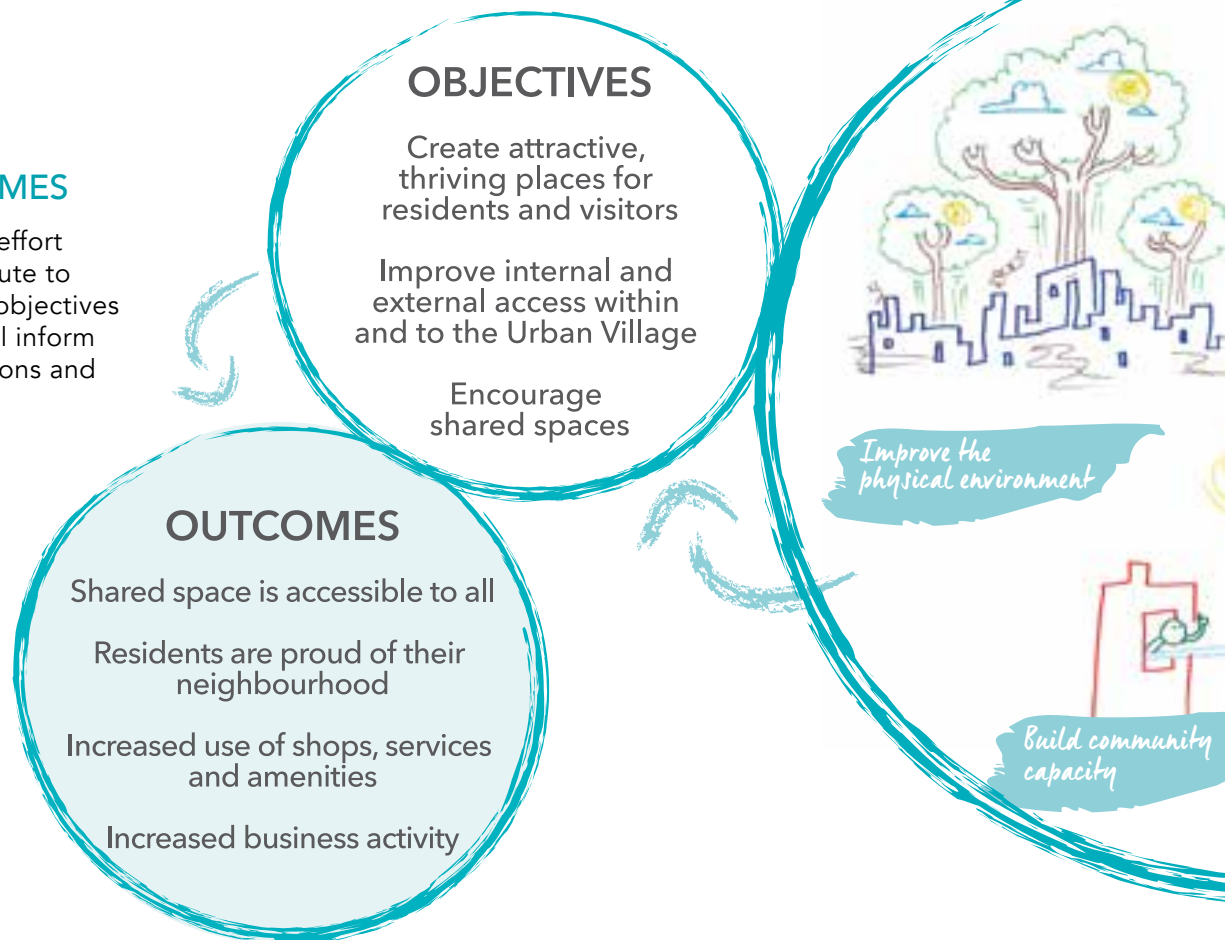 MES
effort
ute to
objectives
l inform
ons and
OBJECTIVES
Create attractive,
thriving places for
residents and visitors
Improve internal and
external access within
and to the Urban Village
Encourage
shared spaces
OUTCOMES
Shared space is accessible to all
Residents are proud of their
neighbourhood
Increased use of shops, services
and amenities
Increased business activity
Improve the
physical environment
Build community
capacity